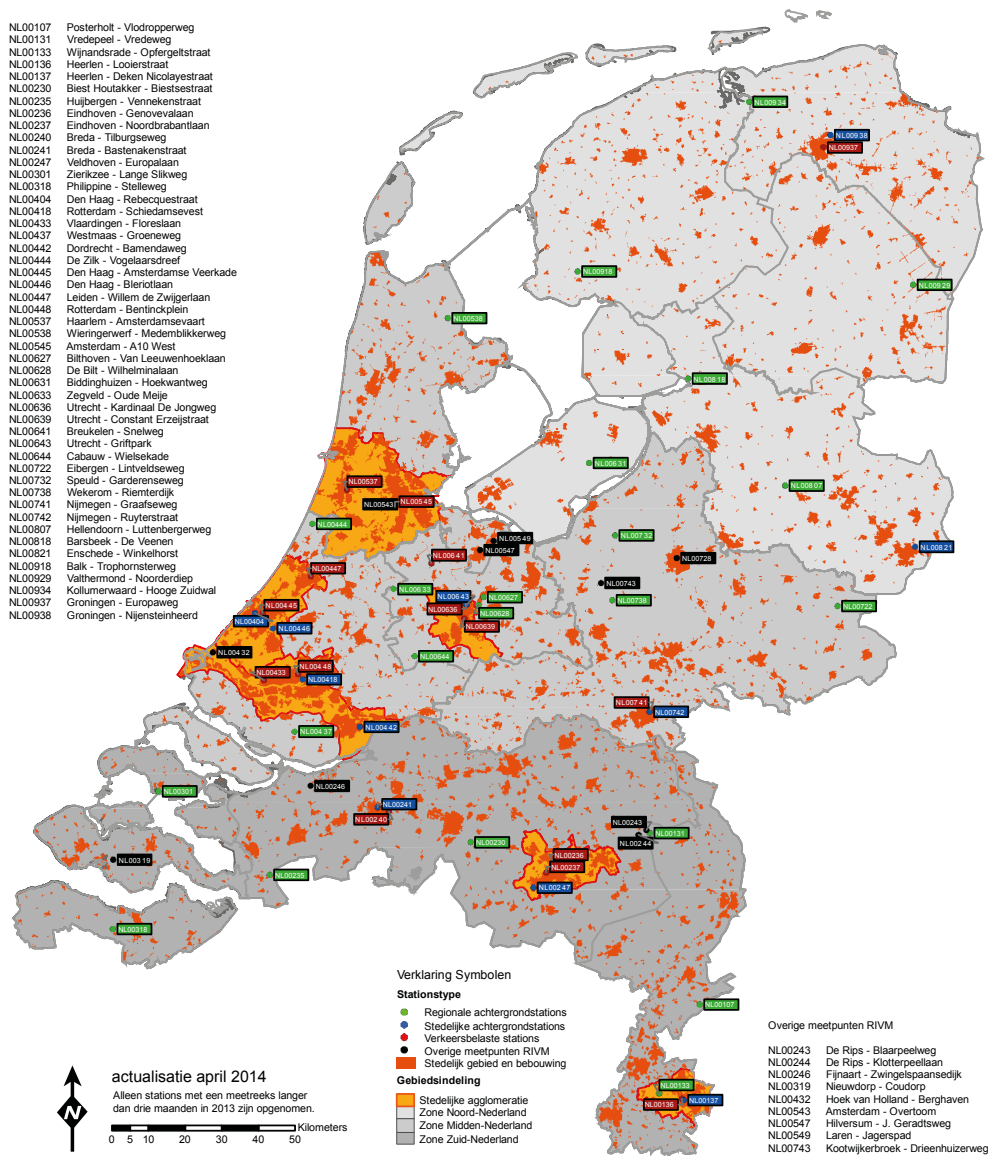 NL00107 Posterholt - Vlodropperweg
NL00131 Vredepeel - Vredeweg
NL00133 Wijnandsrade - Opfergeltstraat
NL00136 Heerlen - Looierstraat
NL00137 Heerlen - Deken Nicolayestraat
NL00230 Biest Houtakker - Biestsestraat
NL00235 Huijbergen - Vennekenstraat
NL00236 Eindhoven - Genovevalaan
NL00237 Eindhoven - Noordbrabantlaan
NL00240 Breda - Tilburgseweg
NL00241 Breda - Bastenakenstraat
NL00247 Veldhoven - Europalaan
NL00301 Zierikzee - Lange Slikweg
NL00318 Philippine - Stelleweg
NL00404 Den Haag - Rebecquestraat
NL00418 Rotterdam - Schiedamsevest
NL00433 Vlaardingen - Floreslaan
NL00437 Westmaas - Groeneweg
NL00442 Dordrecht - Bamendaweg
NL00444 De Zilk - Vogelaarsdreef
NL00445 Den Haag - Amsterdamse Veerkade
NL00446 Den Haag - Bleriotlaan
NL00447 Leiden - Willem de Zwijgerlaan
NL00448 Rotterdam - Bentinckplein
NL00537 Haarlem - Amsterdamsevaart
NL00538 Wieringenwerf - Medemblikkerweg
NL00545 Amsterdam - A10 West
NL00627 Bilthoven - Van Leeuwenhoeklaan
NL00628 De Bilt - Wilhelminalaan
NL00631 Biddinghuizen - Hoekwantweg
NL00633 Zegveld - Oude Meije
NL00636 Utrecht - Kardinaal De Jongweg
NL00639 Utrecht - Constant Erzeijstraat
NL00641 Breukelen - Snelweg
NL00643 Utrecht - Griftpark
NL00644 Cabauw - Wielsekade
NL00722 Eibergen - Lintveldseweg
NL00732 Speuld - Garderenseweg
NL00738 Wekerom - Riemterdijk
NL00741 Nijmegen - Graafseweg
NL00742 Nijmegen - Ruyterstraat
NL00807 Hellendoorn - Luttenbergerweg
NL00818 Barsbeek - De Veenen
NL00821 Enschede - Winkelhorst
NL00918 Balk - Trophornsterweg
NL00929 Valthermond - Noorderdiep
NL00934 Kollumerwaard - Hooge Zuidwal
NL00937 Groningen - Europaweg
NL00938 Groningen - Nijensteinheerd
NL00934
NL00938
NL00937
NL00918
NL00929
NL00538
NL00818
NL00631
NL00537
NL00807
NL00543
NL00545
NL00444
NL00732
NL00549
NL00821
NL00547
NL00641
NL00728
NL00447
NL00743
NL00633
NL00643
NL00627
NL00738
NL00445
NL00636
NL00722
NL00628
NL00404
NL00446
NL00639
NL00432
NL00644
NL00448
NL00433
NL00418
NL00741
NL00742
NL00442
NL00437
NL00246
NL00301
NL00241
NL00240
NL00243
NL00131
NL00230
NL00244
NL00319
NL00236
NL00237
NL00235
NL00247
NL00318
NL00107
NL00133
NL00137
NL00136
Verklaring Symbolen
Stationstype
Regionale achtergrondstations
Stedelijke achtergrondstations
Verkeersbelaste stations
Overige meetpunten RIVM
Stedelijk gebied en bebouwing
Gebiedsindeling
Stedelijke agglomeratie
Zone Noord-Nederland
Zone Midden-Nederland
Zone Zuid-Nederland
N
actualisatie april 2014
Alleen stations met een meetreeks langer
dan drie maanden in 2013 zijn opgenomen.
Kilometers
0 5 10 20 30 40 50
Overige meetpunten RIVM
NL00243 De Rips - Blaarpeelweg
NL00244 De Rips - Klotterpeellaan
NL00246 Fijnaart - Zwingelspaansedijk
NL00319 Nieuwdorp - Coudorp
NL00432 Hoek van Holland - Berghaven
NL00543 Amsterdam - Overtoom
NL00547 Hilversum - J. Geradtsweg
NL00549 Laren - Jagerspad
NL00743 Kootwijkerbroek - Drieenhuizerweg